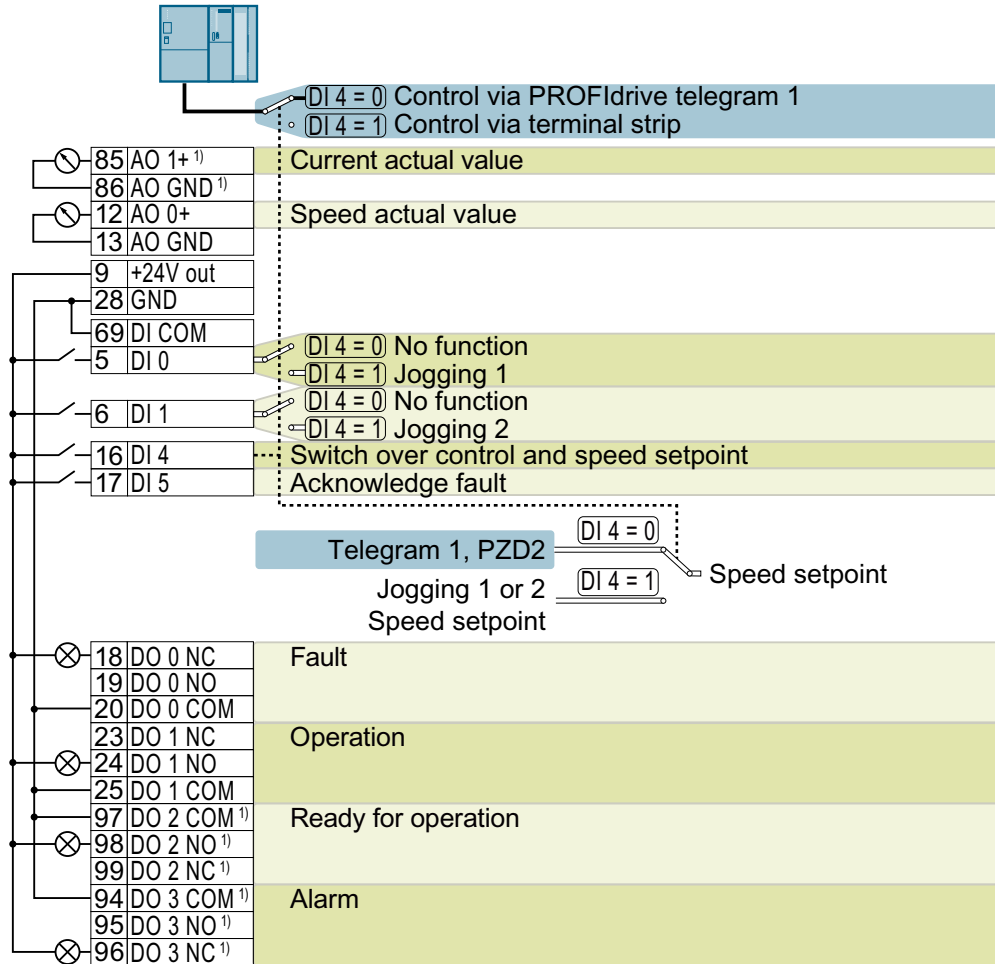 DI 4 = 0 Control via PROFIdrive telegram 1
DI 4 = 1 Control via terminal strip
85 AO 1+ 1) Current actual value
86 AO GND 1)
12 AO 0+ Speed actual value
13 AO GND
9 +24V out
28 GND
69 DI COM
DI 4 = 0 No function
5 DI 0
DI 4 = 1 Jogging 1
DI 4 = 0 No function
6 DI 1
DI 4 = 1 Jogging 2
16 DI 4 Switch over control and speed setpoint
17 DI 5 Acknowledge fault
DI 4 = 0
Telegram 1, PZD2
Speed setpoint
Jogging 1 or 2 DI 4 = 1
Speed setpoint
18 DO 0 NC Fault
19 DO 0 NO
20 DO 0 COM
23 DO 1 NC Operation
24 DO 1 NO
25 DO 1 COM
97 DO 2 COM 1) Ready for operation
98 DO 2 NO 1)
99 DO 2 NC 1)
94 DO 3 COM 1) Alarm
95 DO 3 NO 1)
96 DO 3 NC 1)